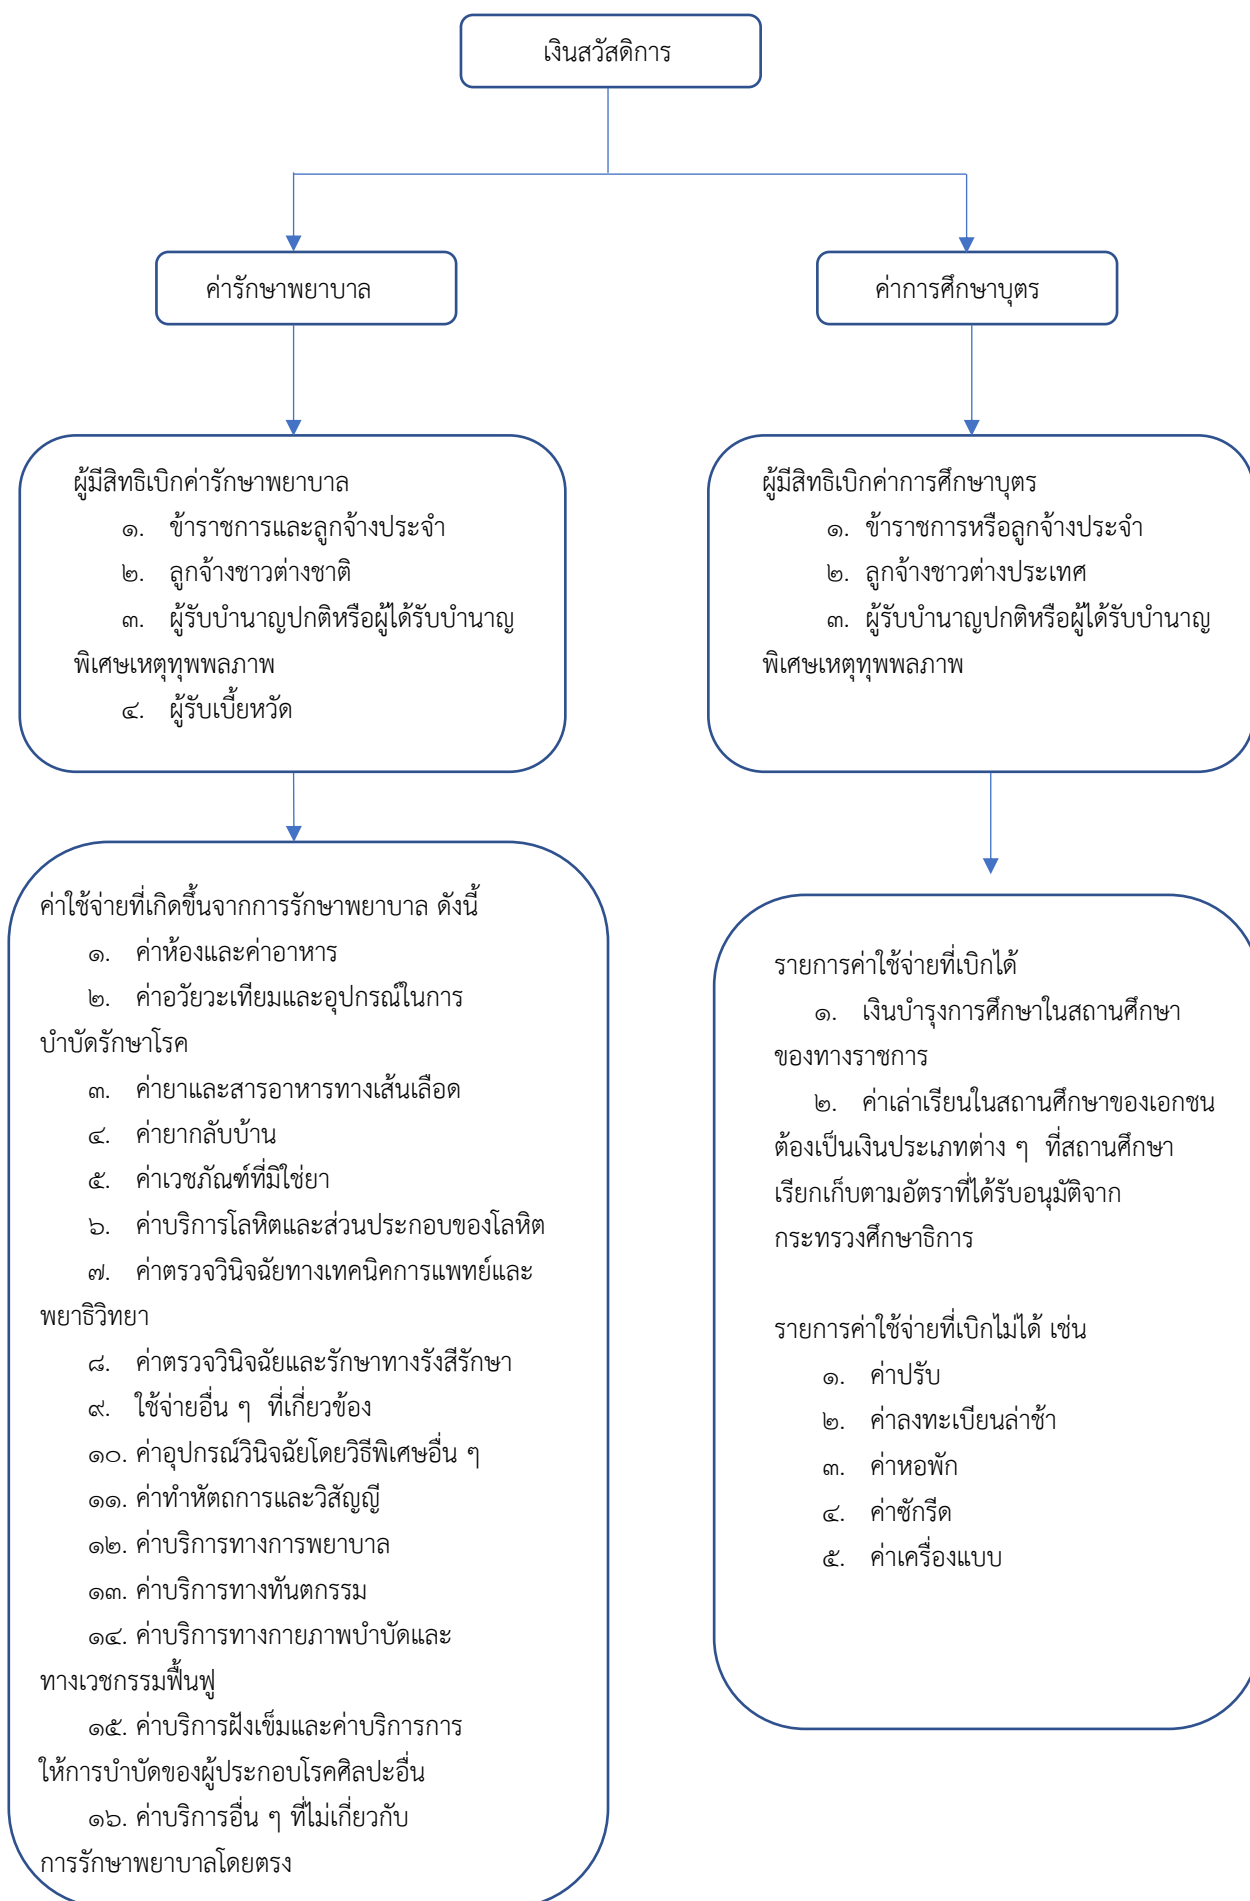 เงินสวัสดิการ
ค่ารักษาพยาบาล
ค่าการศึกษาบุตร
ผู้มีสิทธิเบิกค่ารักษาพยาบาล
๑. ข้าราชการและลูกจ้างประจำ
๒. ลูกจ้างชาวต่างชาติ
๓. ผู้รับบำนาญปกติหรือผู้ได้รับบำนาญ
พิเศษเหตุทุพพลภาพ
๔. ผู้รับเบี้ยหวัด
ผู้มีสิทธิเบิกค่าการศึกษาบุตร
๑. ข้าราชการหรือลูกจ้างประจำ
๒. ลูกจ้างชาวต่างประเทศ
๓. ผู้รับบำนาญปกติหรือผู้ได้รับบำนาญ
พิเศษเหตุทุพพลภาพ
ค่าใช้จ่ายที่เกิดขึ้นจากการรักษาพยาบาล ดังนี้
๑. ค่าห้องและค่าอาหาร
๒. ค่าอวัยวะเทียมและอุปกรณ์ในการ
บำบัดรักษาโรค
๓. ค่ายาและสารอาหารทางเส้นเลือด
๔. ค่ายากลับบ้าน
๕. ค่าเวชภัณฑ์ที่มิใช่ยา
๖. ค่าบริการโลหิตและส่วนประกอบของโลหิต
๗. ค่าตรวจวินิจฉัยทางเทคนิคการแพทย์และ
พยาธิวิทยา
๘. ค่าตรวจวินิจฉัยและรักษาทางรังสีรักษา
๙. ใช้จ่ายอื่น ๆ ที่เกี่ยวข้อง
๑๐. ค่าอุปกรณ์วินิจฉัยโดยวิธีพิเศษอื่น ๆ
๑๑. ค่าทำหัตถการและวิสัญญี
๑๒. ค่าบริการทางการพยาบาล
๑๓. ค่าบริการทางทันตกรรม
๑๔. ค่าบริการทางกายภาพบำบัดและ
ทางเวชกรรมฟื้นฟู
๑๕. ค่าบริการฝังเข็มและค่าบริการการ
ให้การบำบัดของผู้ประกอบโรคศิลปะอื่น
๑๖. ค่าบริการอื่น ๆ ที่ไม่เกี่ยวกับ
การรักษาพยาบาลโดยตรง
รายการค่าใช้จ่ายที่เบิกได้
๑. เงินบำรุงการศึกษาในสถานศึกษา
ของทางราชการ
๒. ค่าเล่าเรียนในสถานศึกษาของเอกชน
ต้องเป็นเงินประเภทต่าง ๆ ที่สถานศึกษา
เรียกเก็บตามอัตราที่ได้รับอนุมัติจาก
กระทรวงศึกษาธิการ
รายการค่าใช้จ่ายที่เบิกไม่ได้ เช่น
๑. ค่าปรับ
๒. ค่าลงทะเบียนล่าช้า
๓. ค่าหอพัก
๔. ค่าซักรีด
๕. ค่าเครื่องแบบ